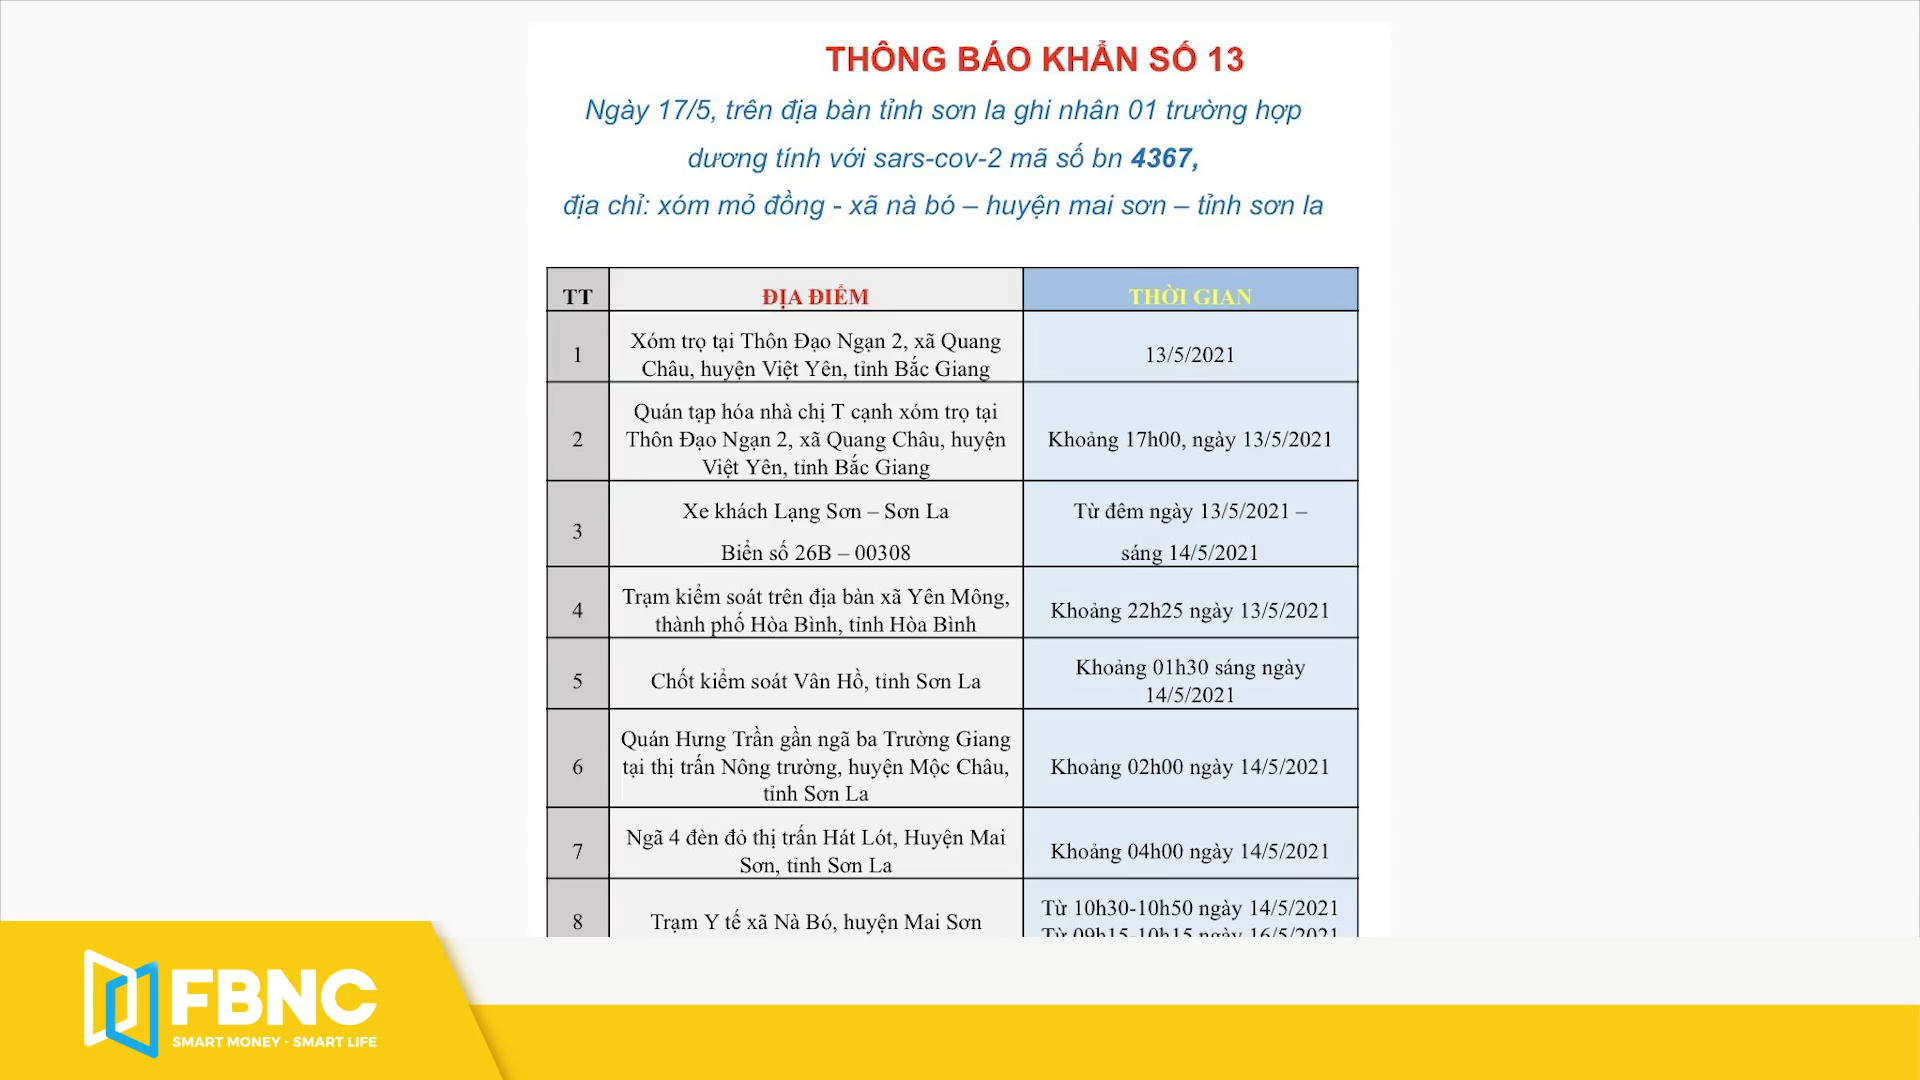 THÔNG BÁO KHẨN SỐ 13
Ngày 17/5, trên địa bàn tỉnh sơn la ghi nhân 01 trường hợp
dương tính với sars-cov-2 mã số bn 4367,
địa chỉ: xóm mỏ đồng - xã nà bó – huyện mai sơn – tỉnh sơn la
TT ĐỊA ĐIỂM THỜI GIAN
1 Xóm trọ tại Thôn Đạo Ngạn 2, xã Quang
Châu, huyện Việt Yên, tỉnh Bắc Giang
13/5/2021
2 Quán tạp hóa nhà chị T cạnh xóm trọ tại
Thôn Đạo Ngạn 2, xã Quang Châu, huyện
Việt Yên, tỉnh Bắc Giang
Khoảng 17h00, ngày 13/5/2021
3 Xe khách Lạng Sơn – Sơn La
Biển số 26B – 00308
Từ đêm ngày 13/5/2021 –
sáng 14/5/2021
4 Trạm kiểm soát trên địa bàn xã Yên Mông,
thành phố Hòa Bình, tỉnh Hòa Bình
Khoảng 22h25 ngày 13/5/2021
5 Chốt kiểm soát Vân Hồ, tỉnh Sơn La
Khoảng 01h30 sáng ngày
14/5/2021
6 Quán Hưng Trần gần ngã ba Trường Giang
tại thị trấn Nông trường, huyện Mộc Châu,
tỉnh Sơn La
Khoảng 02h00 ngày 14/5/2021
7 Ngã 4 đèn đỏ thị trấn Hát Lót, Huyện Mai
Sơn, tỉnh Sơn La
Khoảng 04h00 ngày 14/5/2021
8 Trạm Y tế xã Nà Bó, huyện Mai Sơn
Từ 10h30-10h50 ngày 14/5/2021
Từ 09h15-10h15 ngày 16/5/2021
FBNC
SMART MONEY - SMART LIFE